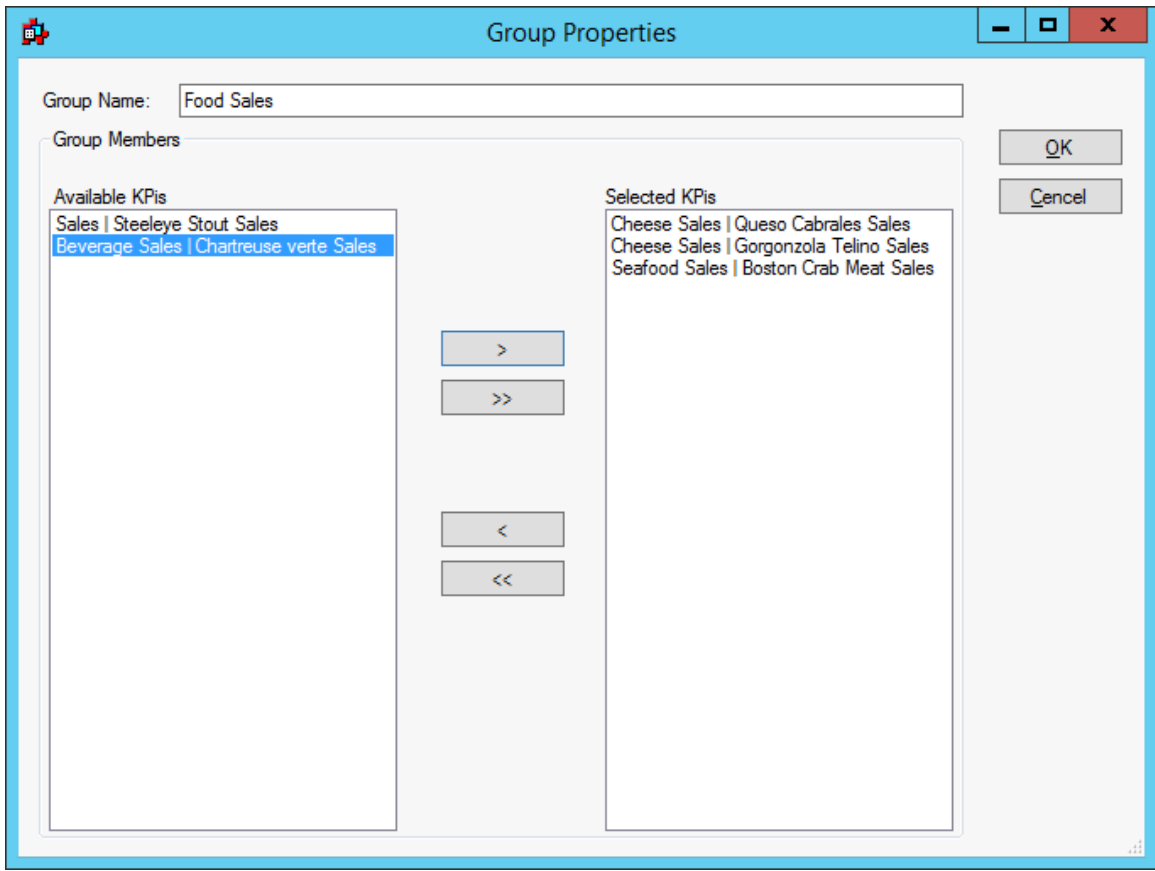 Group Properties
Group Name: Food Sales
Group Members
OK
Cencel
Available KPis
Sales | Steeleye Stout Sales
Beverage Sales | Chartreuse verte Sales
>
>>
<
<<
Selected KPis
Cheese Sales | Queso Cabrales Sales
Cheese Sales | Gorgonzola Telino Sales
Seafood Sales | Boston Crab Meat Sales